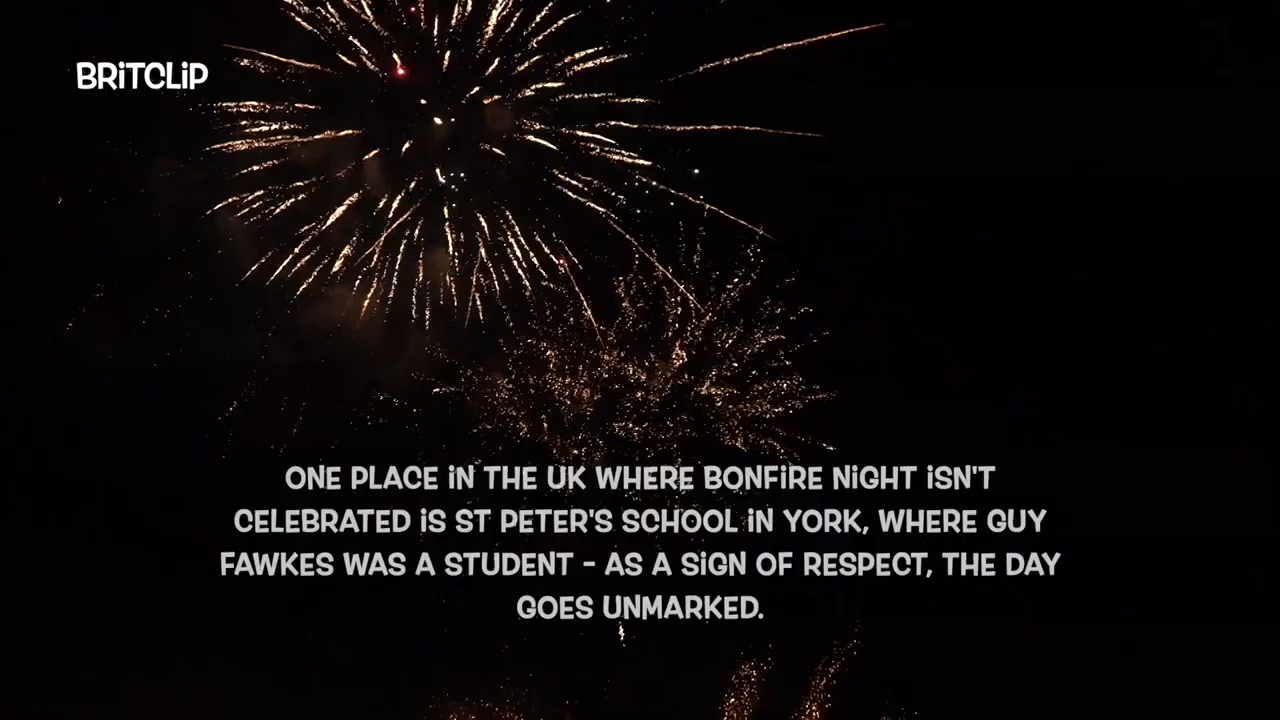 BRiTCLiP
ONE PLACE iN THE UK WHERE BONFiRE NiGHT iSN'T
CELEBRATED iS ST PETER'S SCHOOL iN YORK, WHERE GUY
FAWKES WAS A STUDENT - AS A SiGN OF RESPECT, THE DAY
GOES UNMARKED.